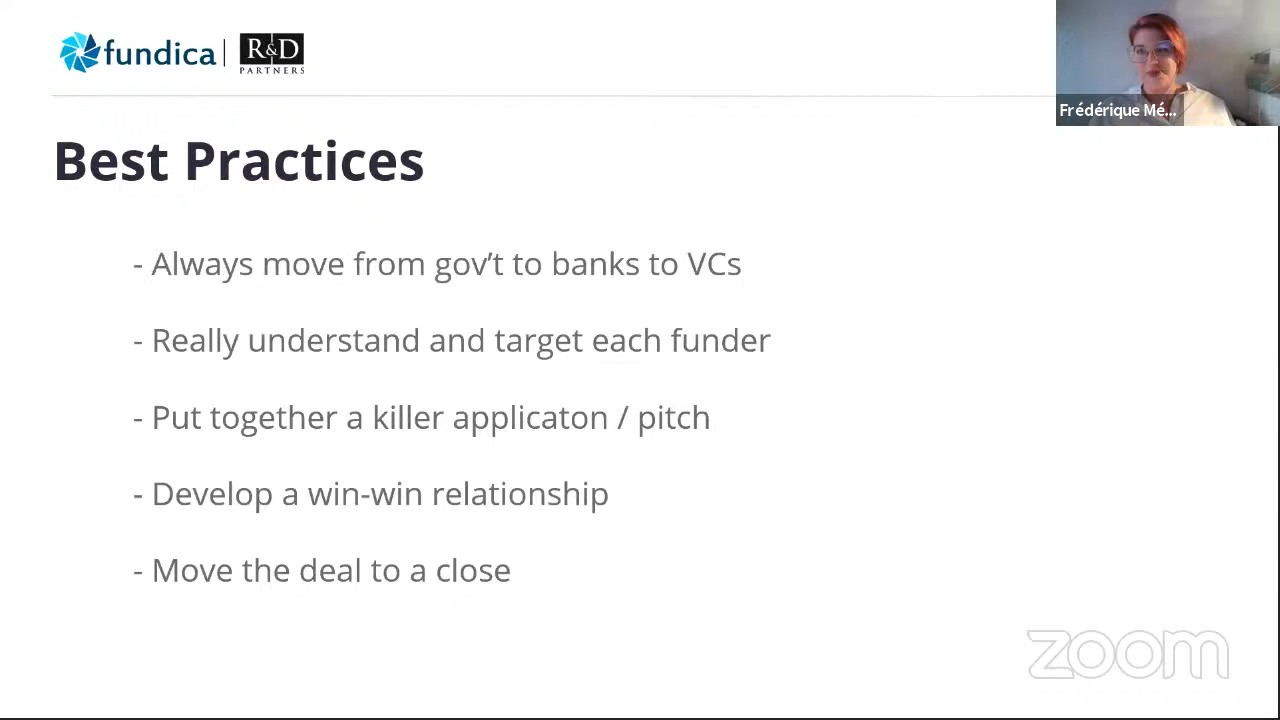 fundica | R&D
PARTNERS
Frédérique Mé...
Best Practices
- Always move from gov't to banks to VCs
- Really understand and target each funder
- Put together a killer applicaton / pitch
- Develop a win-win relationship
- Move the deal to a close
zoom